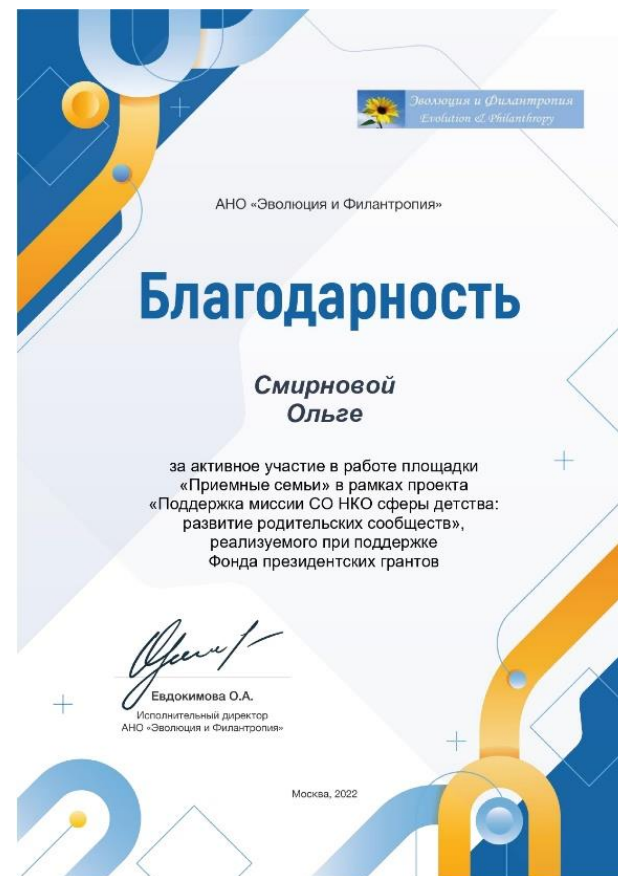 Эволюция и Филантропия
Evolution & Philanthropy
АНО «Эволюция и Филантропия»
Благодарность
Смирновой
Ольге
за активное участие в работе площадки
«Приемные семьи» в рамках проекта
«Поддержка миссии СО НКО сферы детства:
развитие родительских сообществ»,
реализуемого при поддержке
Фонда президентских грантов
Евдокимова О.А.
Исполнительный директор
АНО «Эволюция и Филантропия»
Москва, 2022